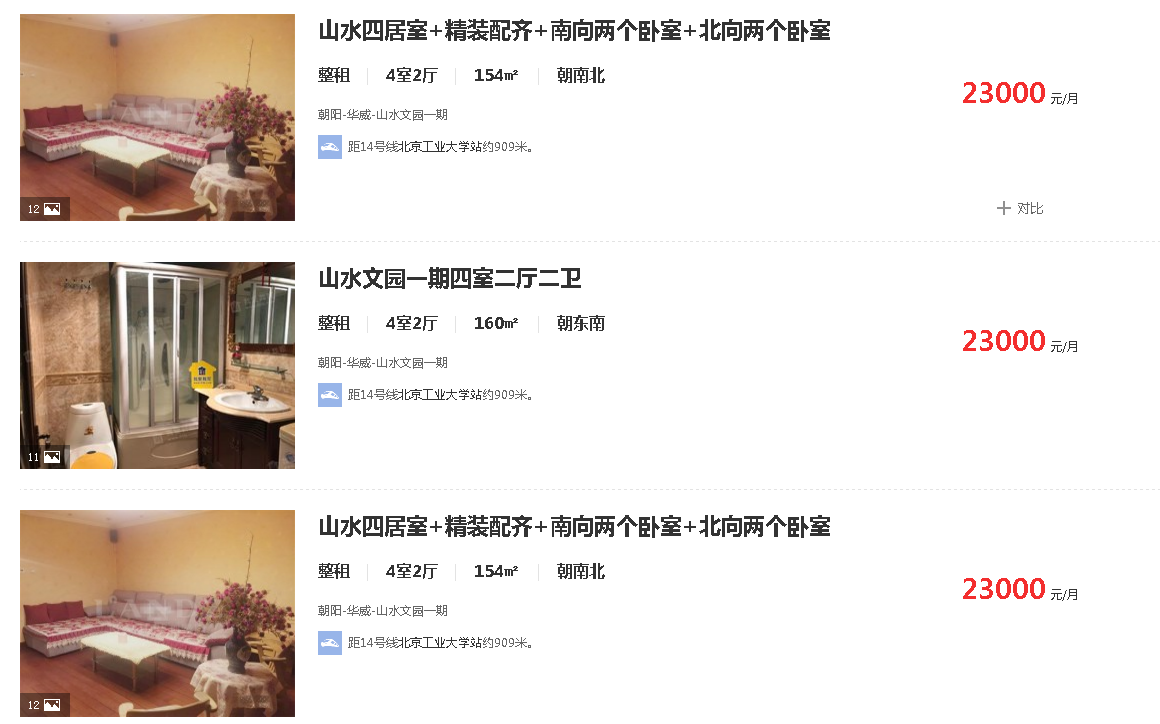 山水四居室+精装配齐+南向两个卧室+北向两个卧室
整租 4室2厅 154㎡ 朝南北
23000 元/月
朝阳-华威-山水文园一期
距14号线北京工业大学站约909米。
12
对比
山水文园一期四室二厅二卫
整租 4室2厅 160㎡ 朝东南
23000 元/月
朝阳-华威-山水文园一期
距14号线北京工业大学站约909米。
11
山水四居室+精装配齐+南向两个卧室+北向两个卧室
整租 4室2厅 154㎡ 朝南北
23000 元/月
朝阳-华威-山水文园一期
距14号线北京工业大学站约909米。
12